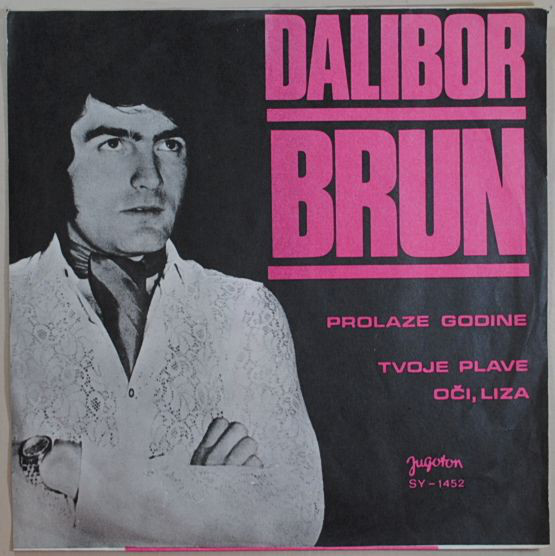 DALIBOR
BRUN
PROLAZE GODINE
TVOJE PLAVE
OČI, LIZA
Jugoton
SY-1452